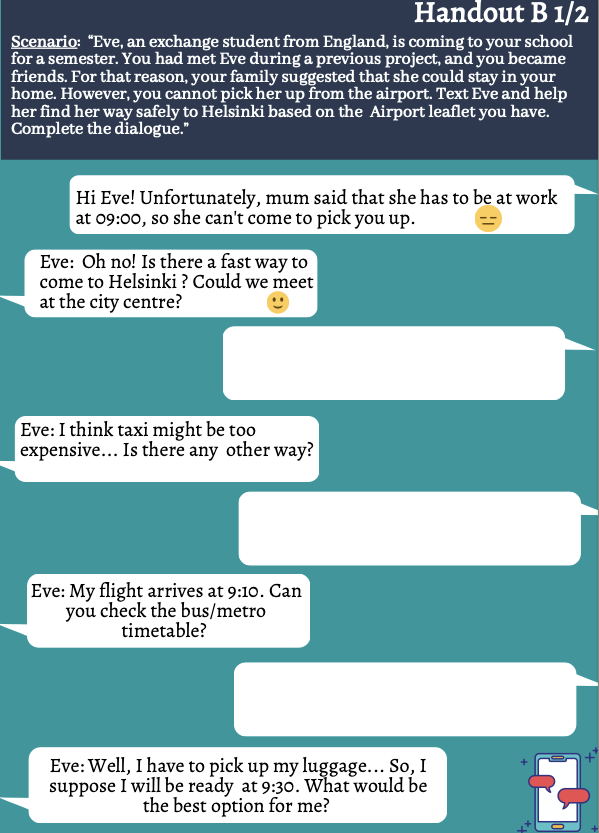 Handout B 1/2
Scenario: “Eve, an exchange student from England, is coming to your school
for a semester. You had met Eve during a previous project, and you became
friends. For that reason, your family suggested that she could stay in your
home. However, you cannot pick her up from the airport. Text Eve and help
her find her way safely to Helsinki based on the Airport leaflet you have.
Complete the dialogue.”
Hi Eve! Unfortunately, mum said that she has to be at work
at 09:00, so she can't come to pick you up.
Eve: Oh no! Is there a fast way to
come to Helsinki ? Could we meet
at the city centre?
Eve: I think taxi might be too
expensive... Is there any other way?
Eve: My flight arrives at 9:10. Can
you check the bus/metro
timetable?
Eve: Well, I have to pick up my luggage... So, I
suppose I will be ready at 9:30. What would be
the best option for me?